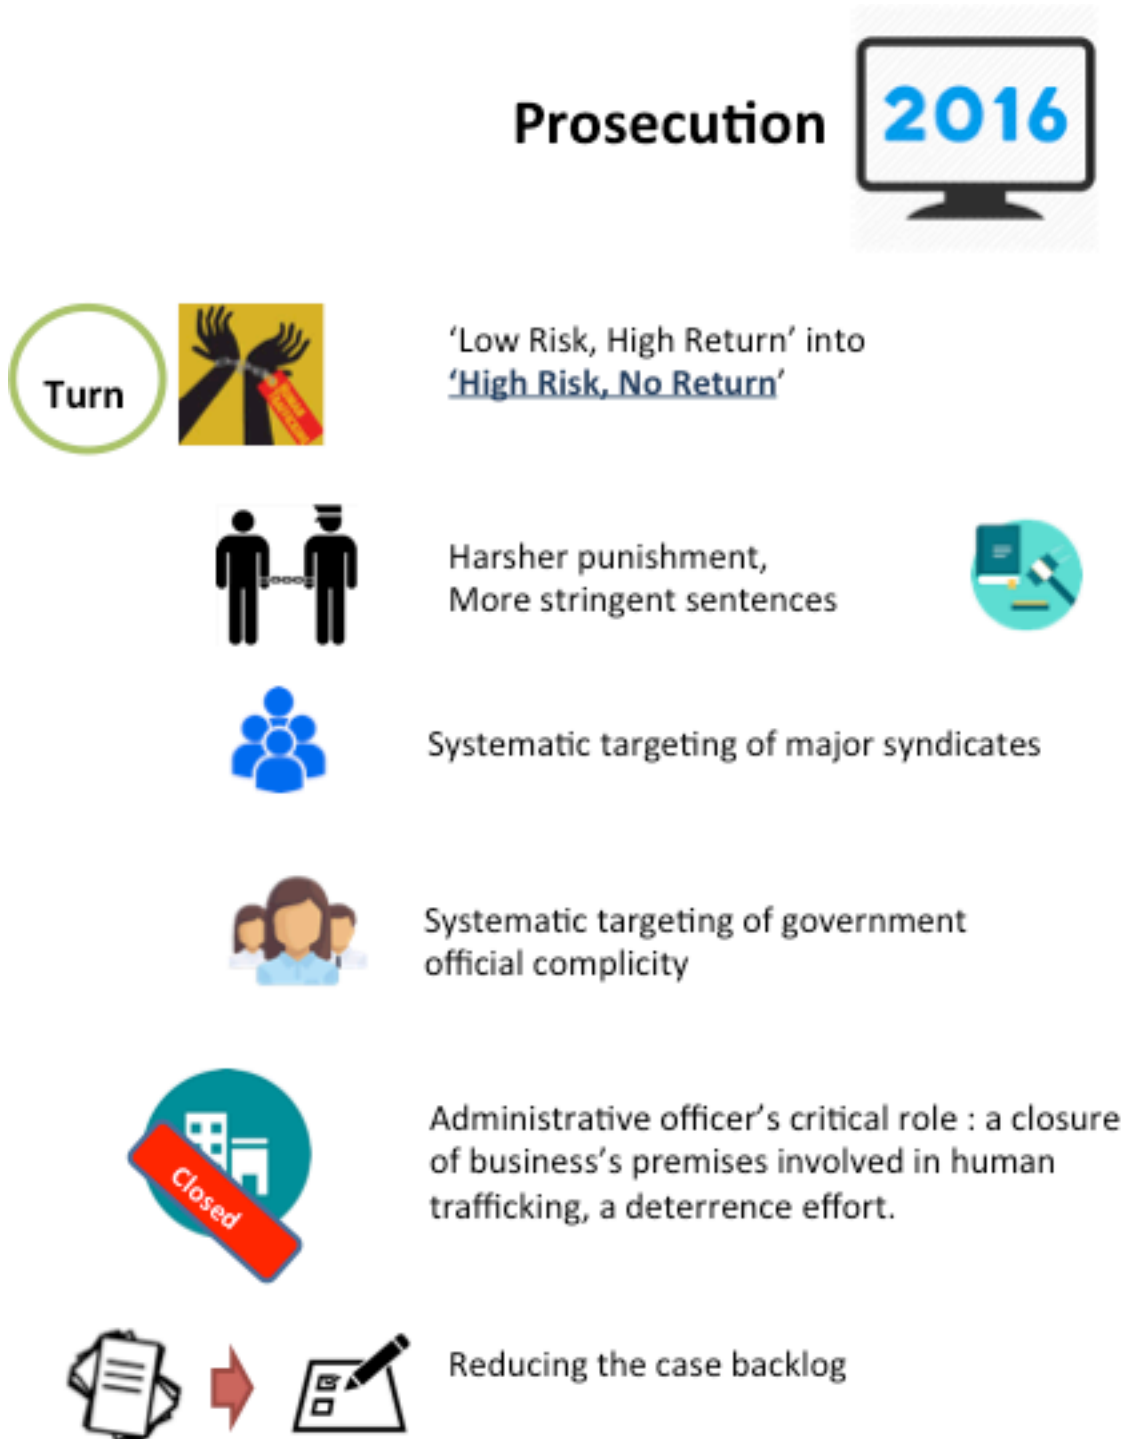 Prosecution
2016
Turn
‘Low Risk, High Return’ into
‘High Risk, No Return’
Harsher punishment,
More stringent sentences
Systematic targeting of major syndicates
Systematic targeting of government
official complicity
Closed
Administrative officer’s critical role : a closure
of business’s premises involved in human
trafficking, a deterrence effort.
Reducing the case backlog